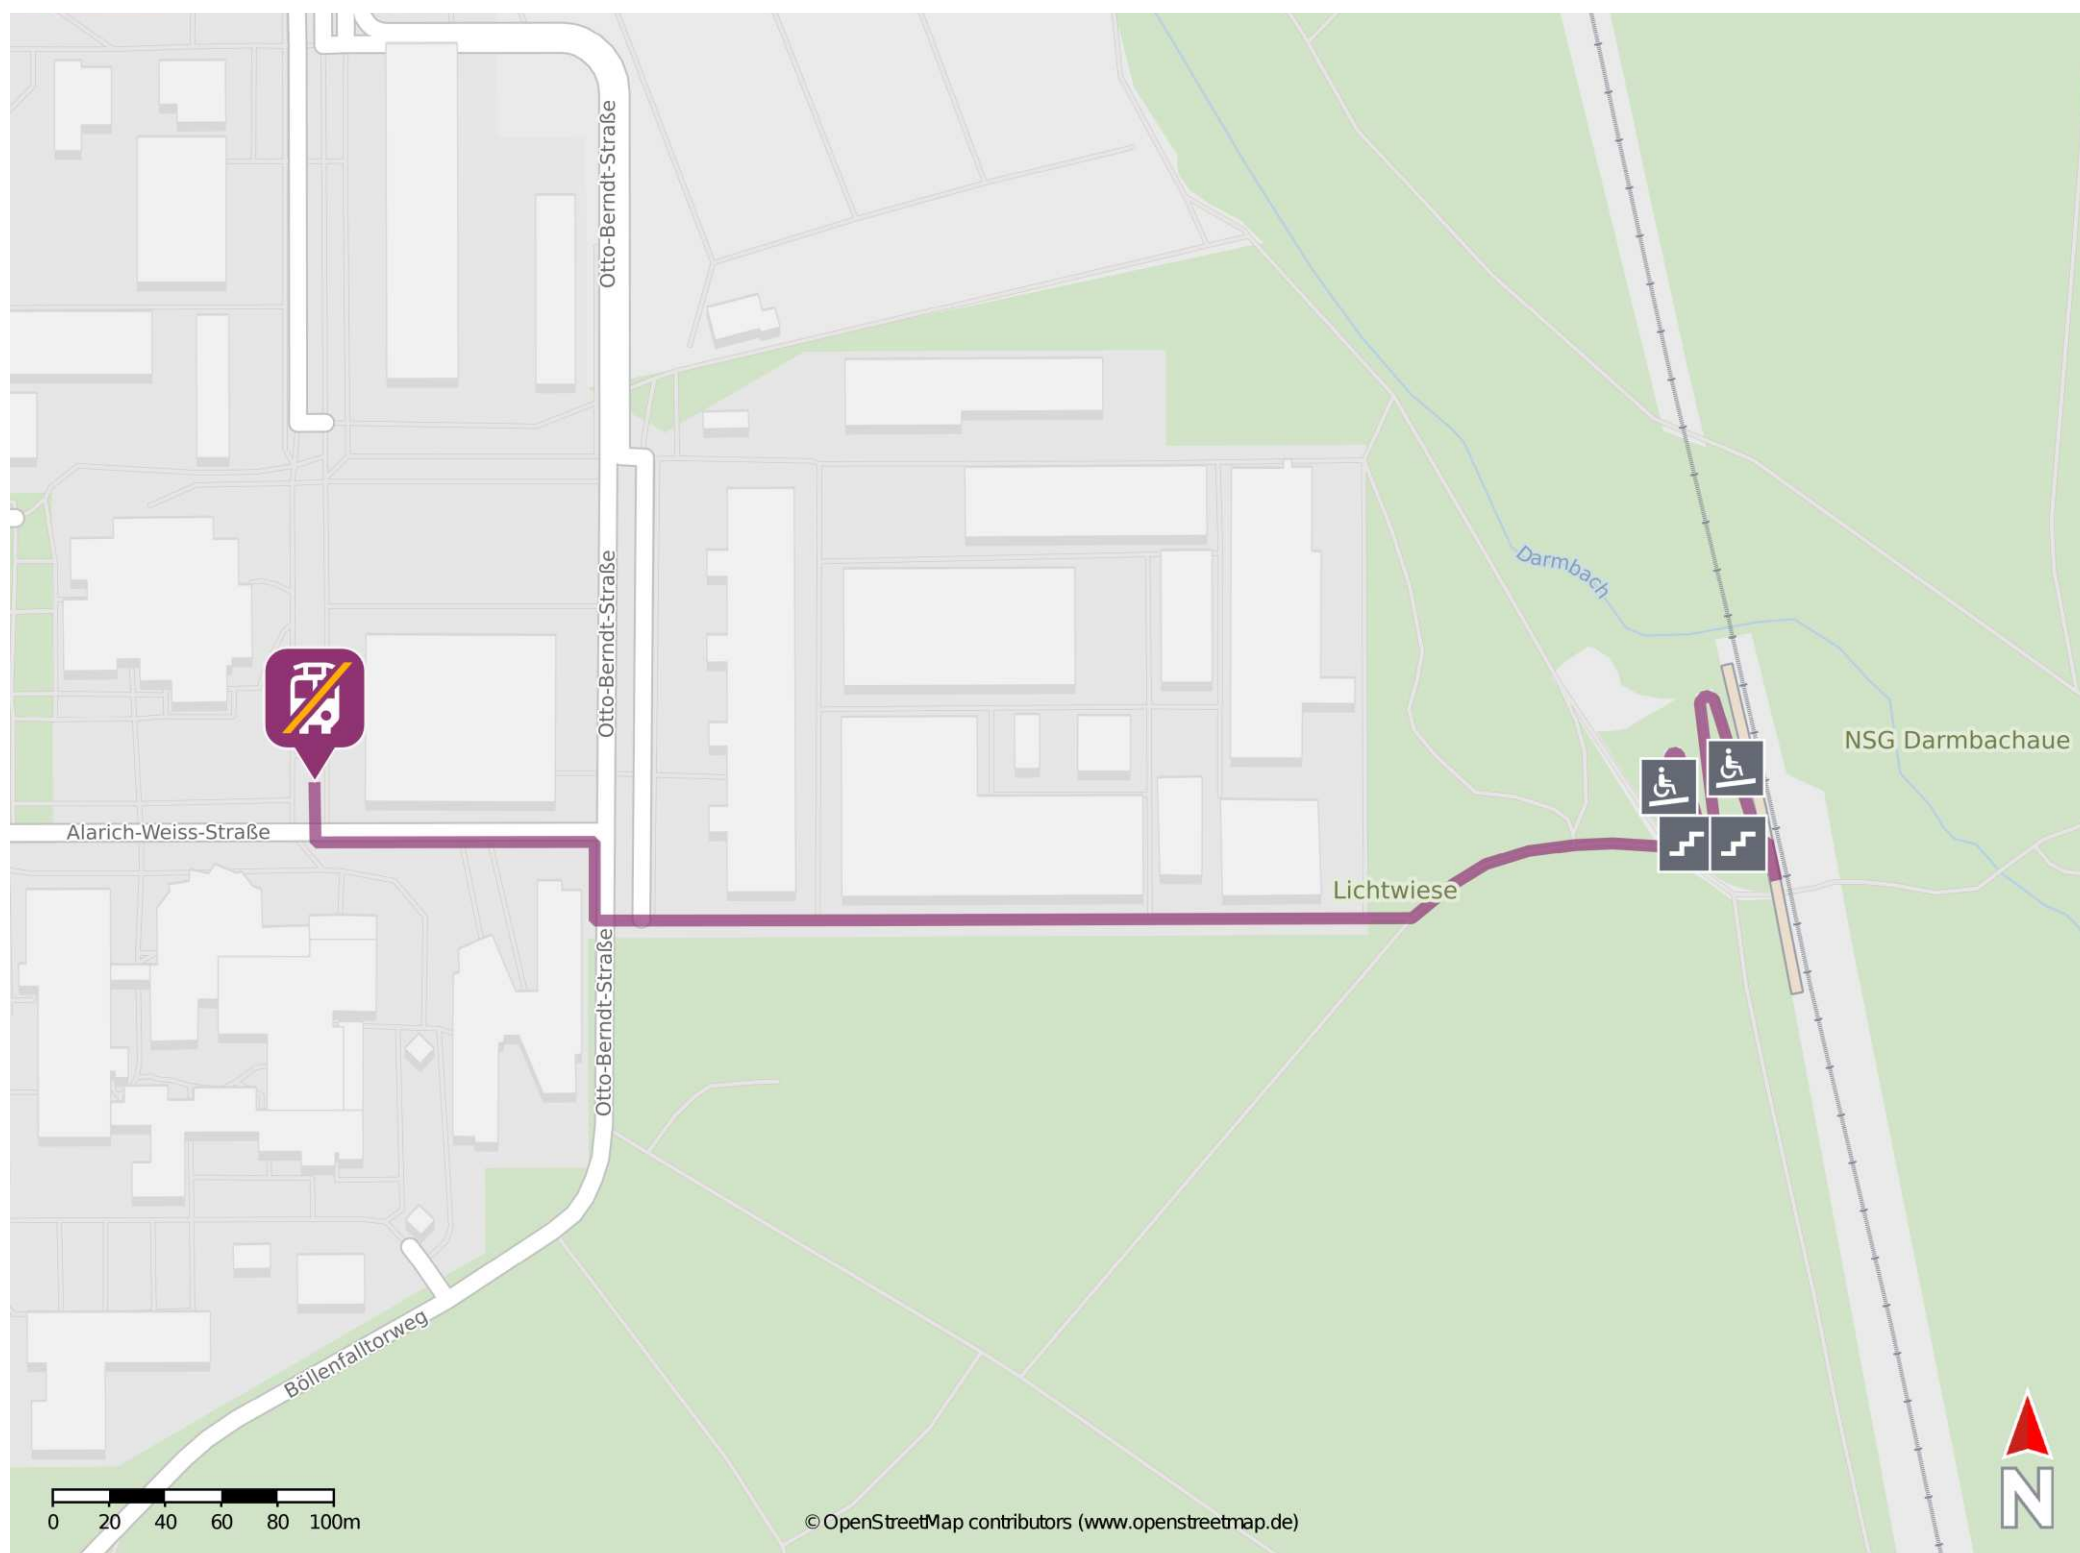 Otto-Berndt-Straße
Otto-Berndt-Straße
Darmbach
NSG Darmbachaue
Alarich-Weiss-Straße
Lichtwiese
Otto-Berndt-Straße
Böllenfalltorweg
N
0 20 40 60 80 100m
© OpenStreetMap contributors (www.openstreetmap.de)